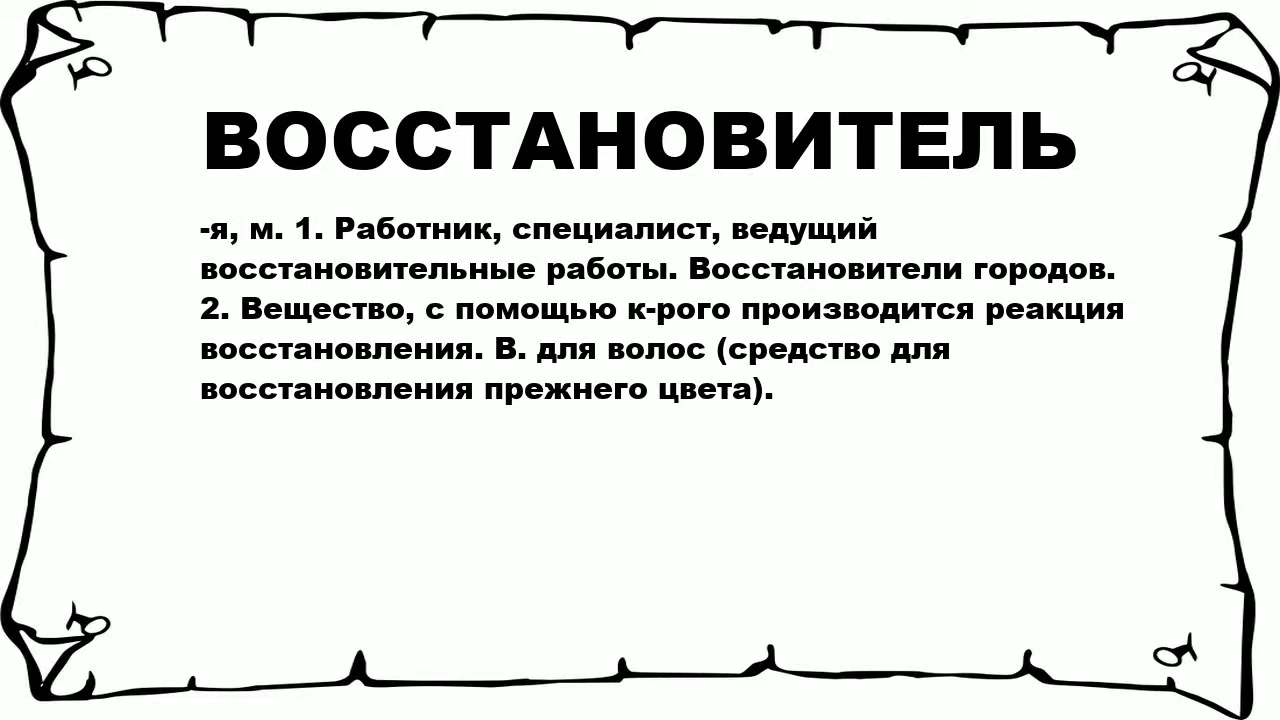 ВОССТАНОВИТЕЛЬ
-я, м. 1. Работник, специалист, ведущий
восстановительные работы. Восстановители городов.
2. Вещество, с помощью к-рого производится реакция
восстановления. В. для волос (средство для
восстановления прежнего цвета).